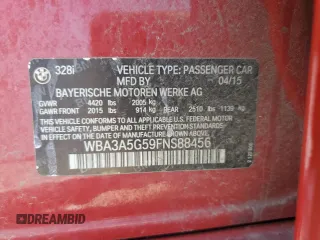 328i VEHICLE TYPE: PASSENGER CAR
MFD BY 04/15
BAYERISCHE MOTOREN WERKE AG
GVWR 4420 lbs 2005 kg
GAWR FRONT 2015 lbs 914 kg REAR 2510 lbs 1139 kg
THIS VEHICLE CONFORMS TO ALL APPLICABLE FEDERAL
MOTOR VEHICLE SAFETY, BUMPER, AND THEFT PREVENTION
STANDARDS IN EFFECT ON THE DATE OF
MANUFACTURE SHOWN ABOVE.
WBA3A5G59FNS88456
DREAMBID